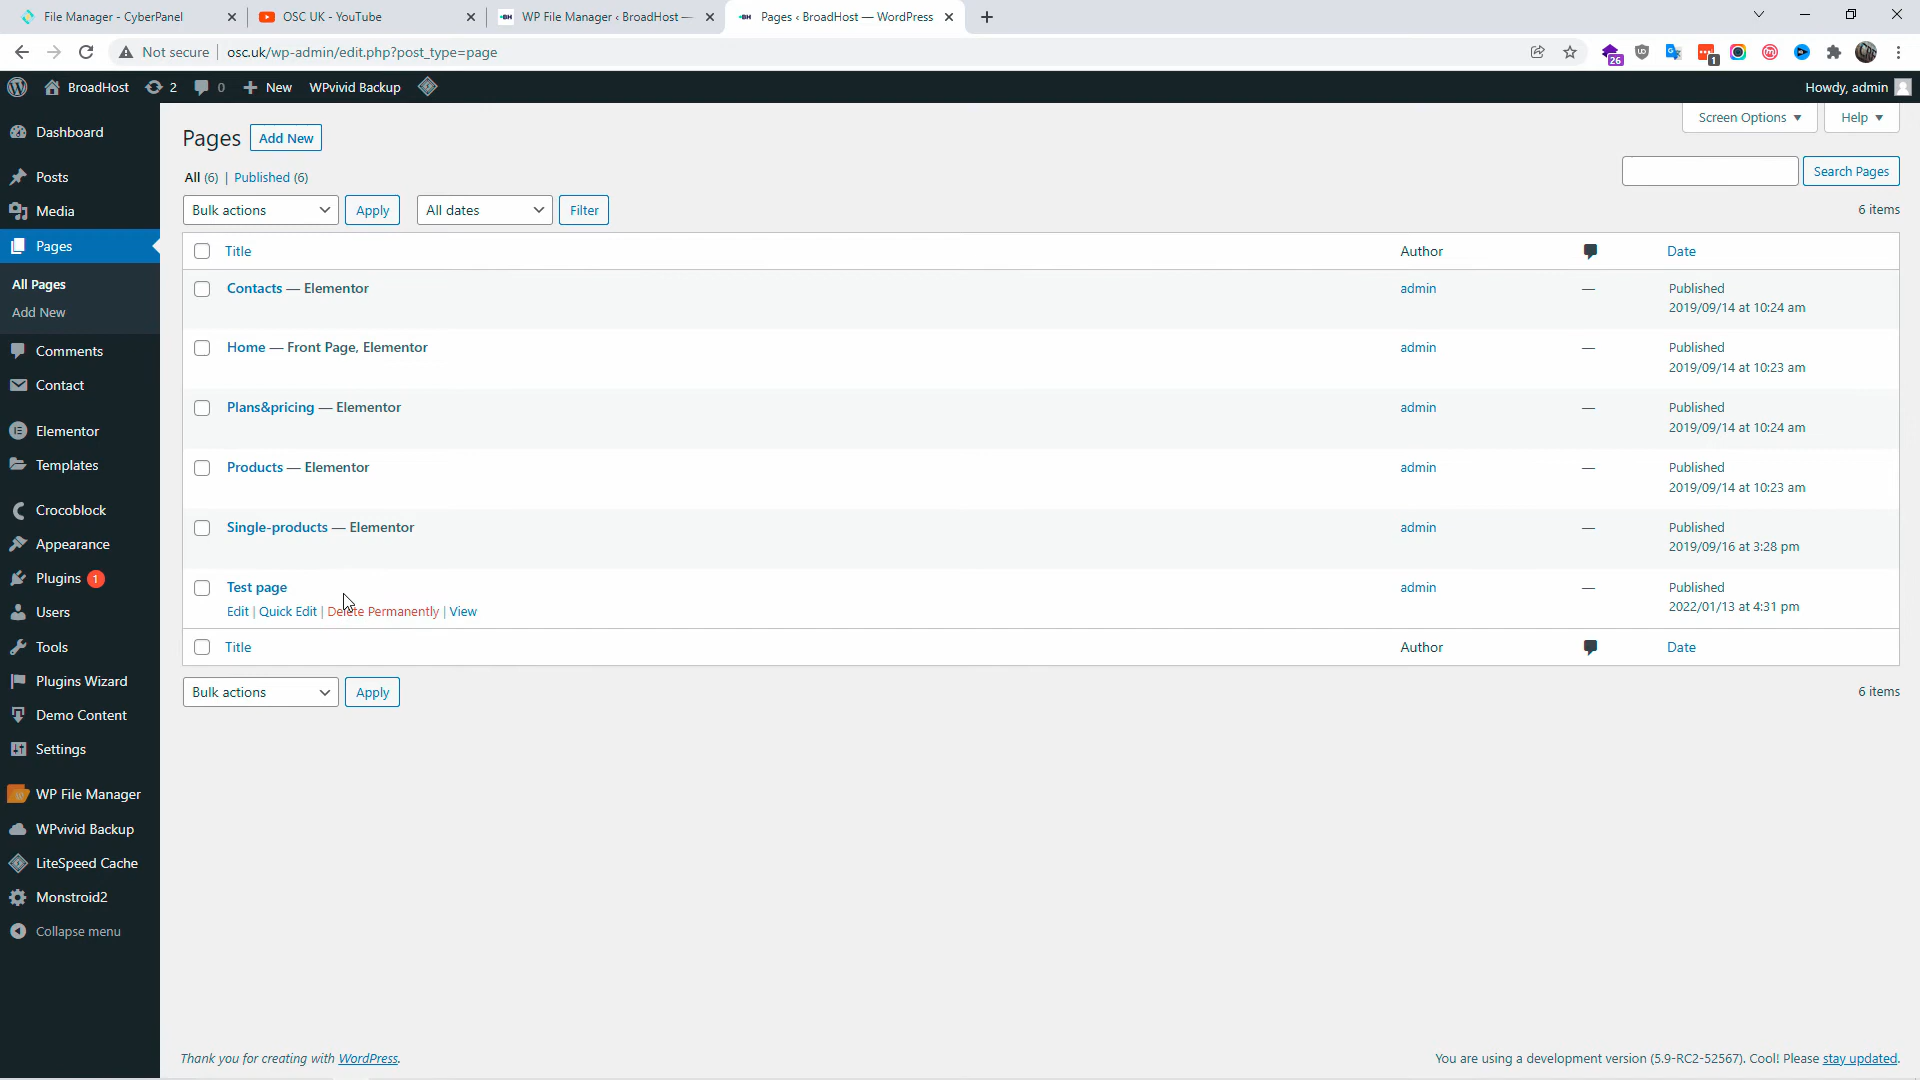 File Manager - CyberPanel
OSC UK - YouTube
WP File Manager ‹ BroadHost —
Pages ‹ BroadHost — WordPress
Not secure
osc.uk/wp-admin/edit.php?post_type=page
26
1
BroadHost
2
0
New
WPvivid Backup
Howdy, admin
Dashboard
Posts
Media
Pages
All Pages
Add New
Comments
Contact
Elementor
Templates
Crocoblock
Appearance
Plugins 1
Users
Tools
Plugins Wizard
Demo Content
Settings
WP File Manager
WPvivid Backup
LiteSpeed Cache
Monstroid2
Collapse menu
Screen Options
Help
Pages
Add New
All (6) | Published (6)
Search Pages
Bulk actions
Apply
All dates
Filter
6 items
Title
Author
Date
Contacts — Elementor
admin
—
Published
2019/09/14 at 10:24 am
Home — Front Page, Elementor
admin
—
Published
2019/09/14 at 10:23 am
Plans&pricing — Elementor
admin
—
Published
2019/09/14 at 10:24 am
Products — Elementor
admin
—
Published
2019/09/14 at 10:23 am
Single-products — Elementor
admin
—
Published
2019/09/16 at 3:28 pm
Test page
admin
—
Published
2022/01/13 at 4:31 pm
Edit | Quick Edit | Delete Permanently | View
Title
Author
Date
Bulk actions
Apply
6 items
Thank you for creating with WordPress.
You are using a development version (5.9-RC2-52567). Cool! Please stay updated.